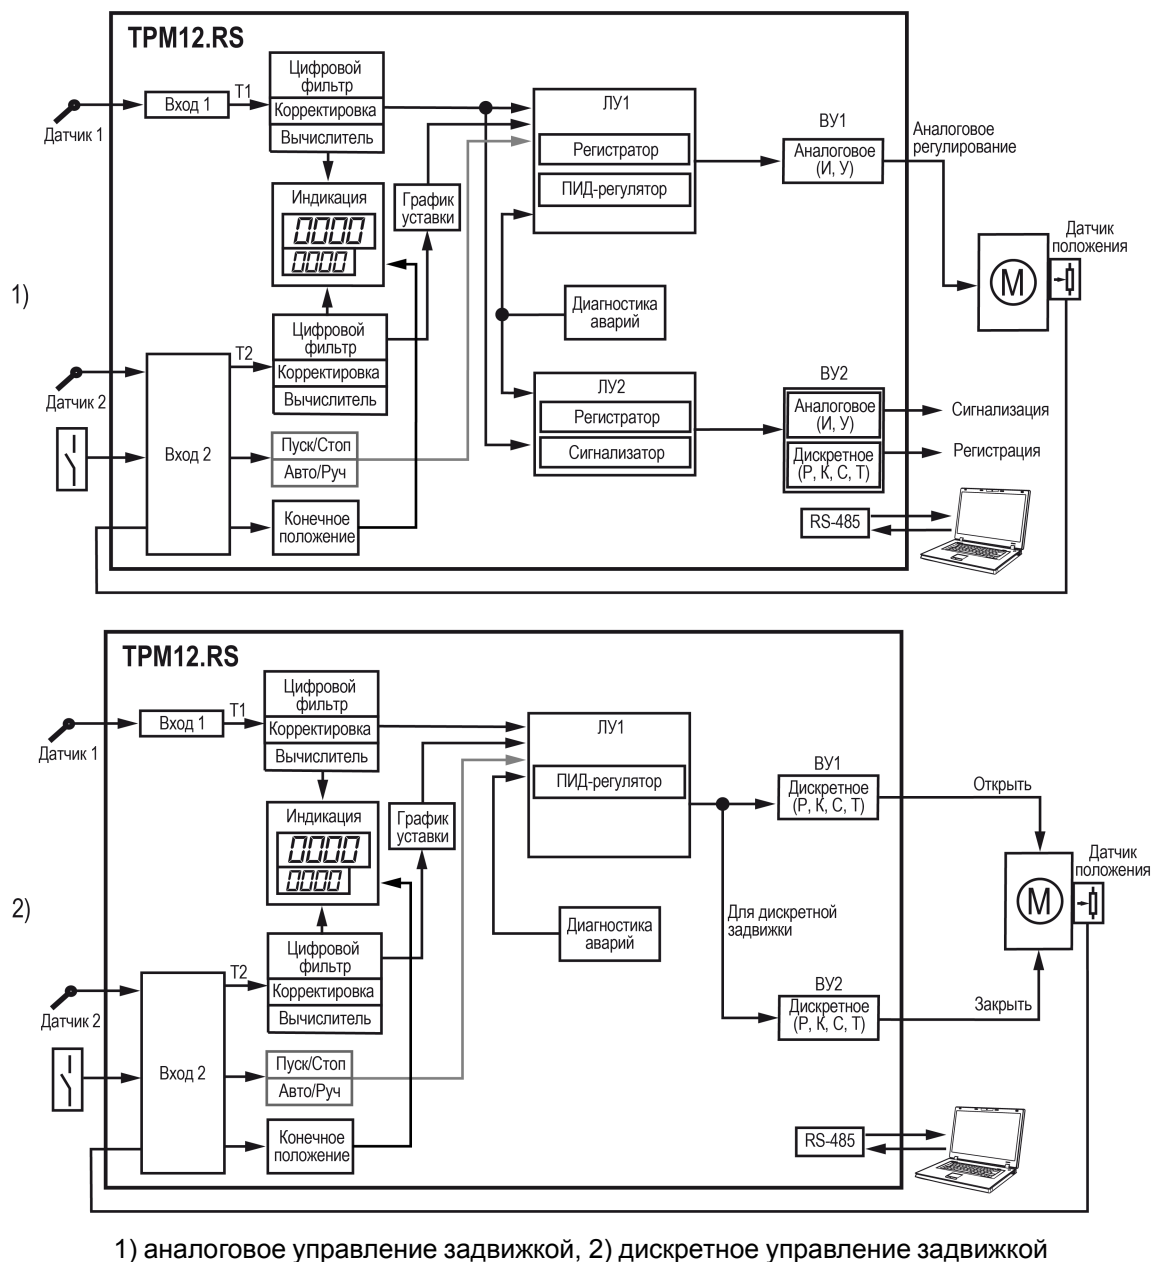 ТРМ12.RS
Цифровой
фильтр
Корректировка
Вычислитель
Вход 1
Т1
Датчик 1
Индикация
0000
0000
График
уставки
ЛУ1
Регистратор
ПИД-регулятор
ВУ1
Аналоговое
(И, У)
Аналоговое
регулирование
Датчик
положения
М
1)
Диагностика
аварий
Цифровой
фильтр
Корректировка
Вычислитель
Т2
Датчик 2
Вход 2
Пуск/Стоп
Авто/Руч
Конечное
положение
ЛУ2
Регистратор
Сигнализатор
ВУ2
Аналоговое
(И, У)
Дискретное
(Р, К, С, Т)
Сигнализация
Регистрация
RS-485
ТРМ12.RS
Цифровой
фильтр
Корректировка
Вычислитель
Вход 1
Т1
Датчик 1
Индикация
0000
0000
График
уставки
ЛУ1
ПИД-регулятор
ВУ1
Дискретное
(Р, К, С, Т)
Открыть
Датчик
положения
М
2)
Диагностика
аварий
Для дискретной
задвижки
Цифровой
фильтр
Корректировка
Вычислитель
Т2
Датчик 2
Вход 2
Пуск/Стоп
Авто/Руч
Конечное
положение
ВУ2
Дискретное
(Р, К, С, Т)
Закрыть
RS-485
1) аналоговое управление задвижкой, 2) дискретное управление задвижкой